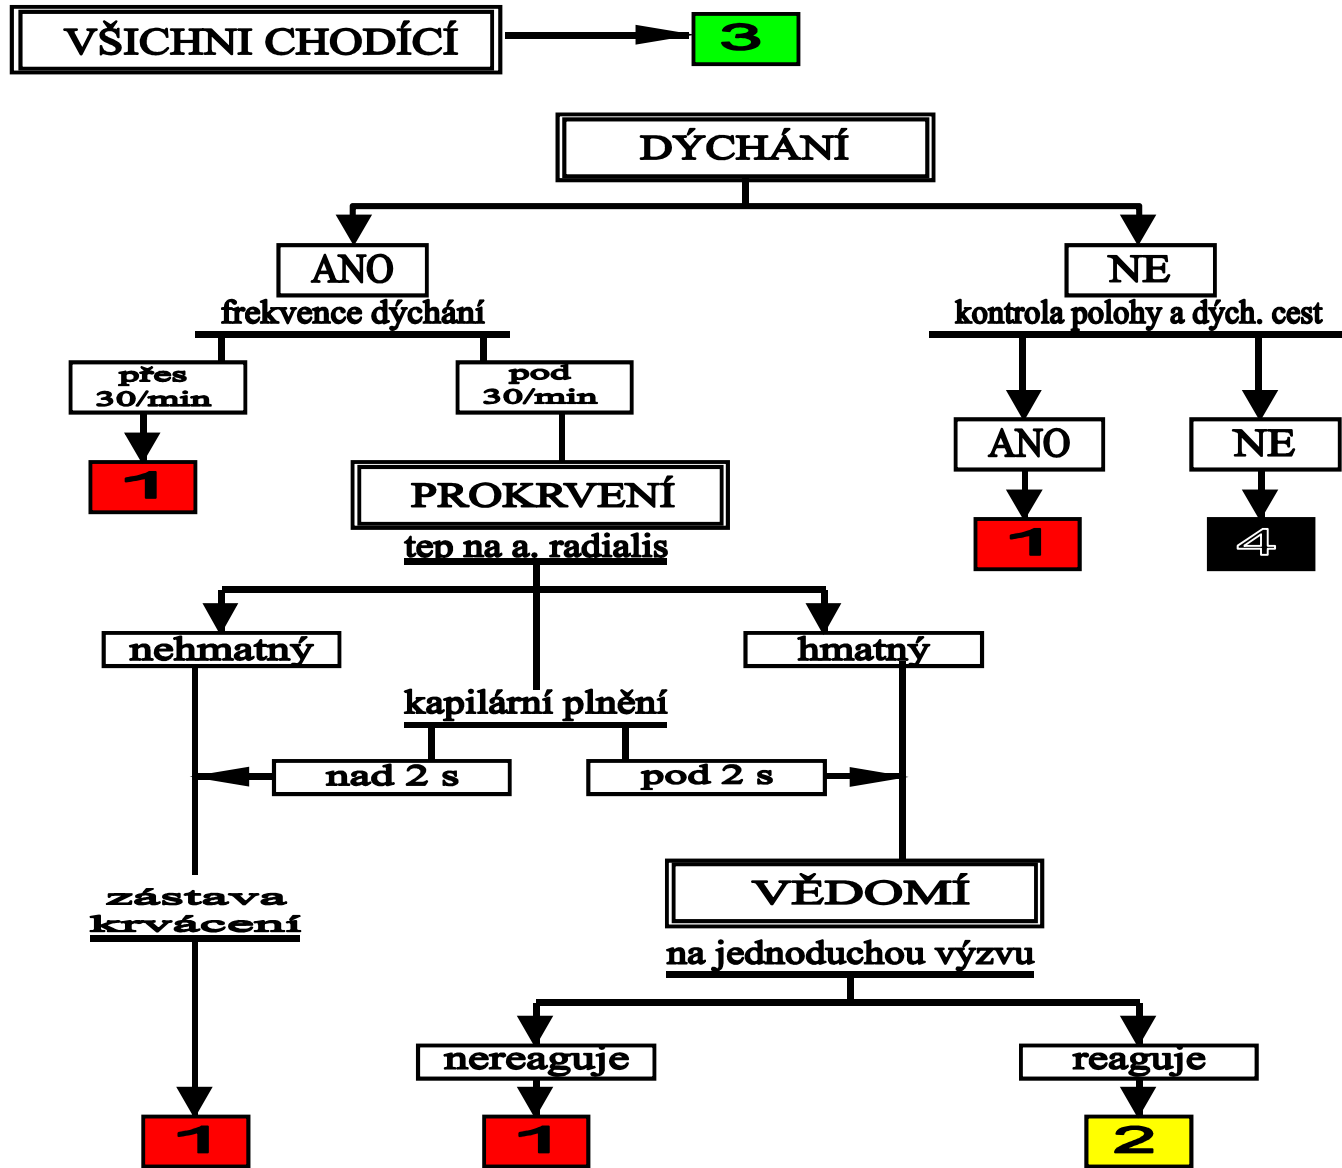 VŠICHNI CHODÍCÍ
3
DÝCHÁNÍ
ANO
NE
frekvence dýchání
kontrola polohy a dých. cest
přes
30/min
pod
30/min
1
ANO
NE
PROKRVENÍ
1
4
tep na a. radialis
nehmatný
hmatný
kapilární plnění
nad 2 s
pod 2 s
zástava
krvácení
VĚDOMÍ
na jednoduchou výzvu
nereaguje
reaguje
1
1
2